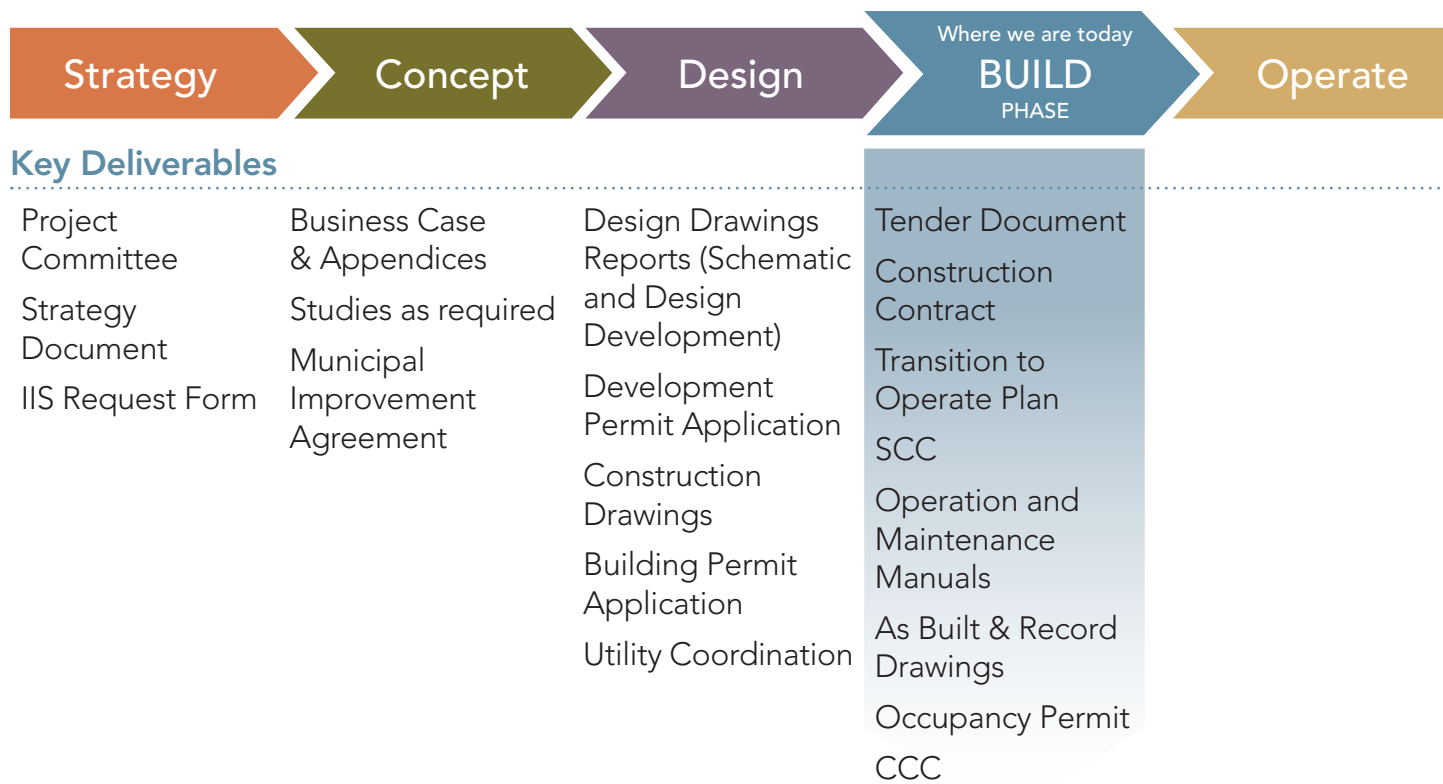 Strategy
Concept
Design
Where we are today
BUILD
PHASE
Operate
Key Deliverables
Project
Committee
Strategy
Document
IIS Request Form
Business Case
& Appendices
Studies as required
Municipal
Improvement
Agreement
Design Drawings
Reports (Schematic
and Design
Development)
Development
Permit Application
Construction
Drawings
Building Permit
Application
Utility Coordination
Tender Document
Construction
Contract
Transition to
Operate Plan
SCC
Operation and
Maintenance
Manuals
As Built & Record
Drawings
Occupancy Permit
CCC